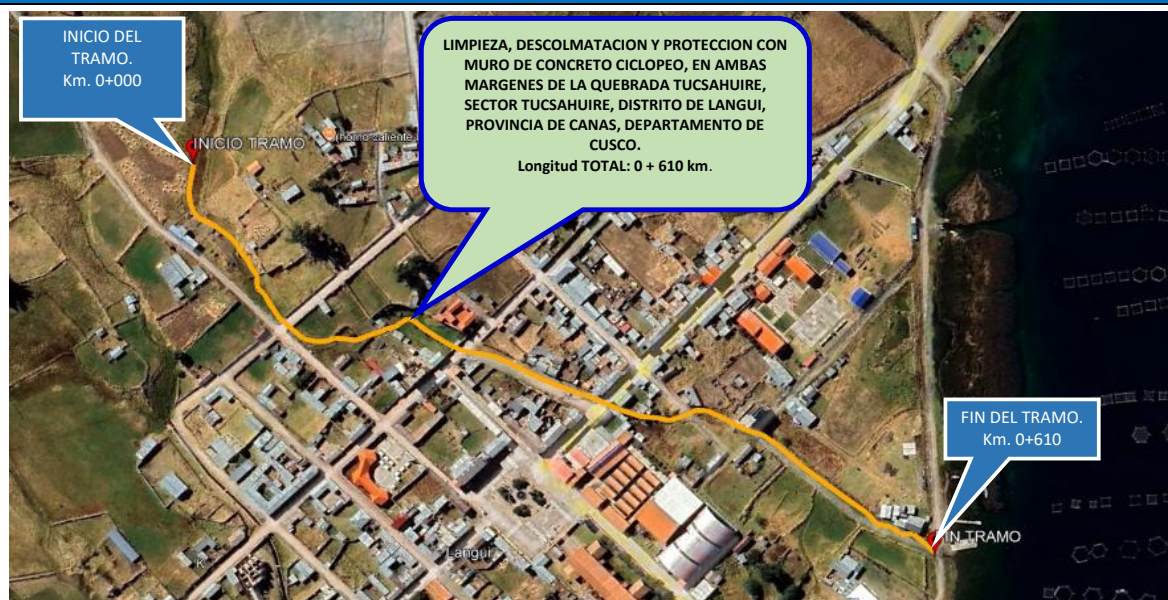 INICIO DEL
TRAMO.
Km. 0+000
LIMPIEZA, DESCOLMATACION Y PROTECCION CON
MURO DE CONCRETO CICLOPEO, EN AMBAS
MARGENES DE LA QUEBRADA TUCSAHUIRE,
SECTOR TUCSAHUIRE, DISTRITO DE LANGUI,
PROVINCIA DE CANAS, DEPARTAMENTO DE
CUSCO.
Longitud TOTAL: 0 + 610 km.
INICIO TRAMO
(horno caliente
FIN DEL TRAMO.
Km. 0+610
IN TRAMO
Langui
K